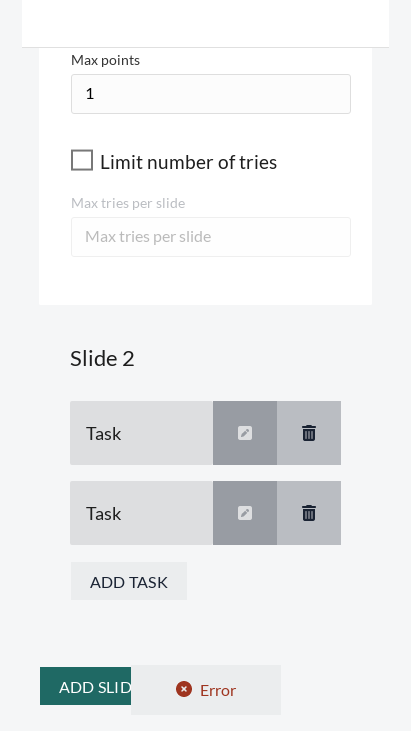 Max points
1
Limit number of tries
Max tries per slide
Max tries per slide
Slide 2
Task
Task
ADD TASK
ADD SLID
Error